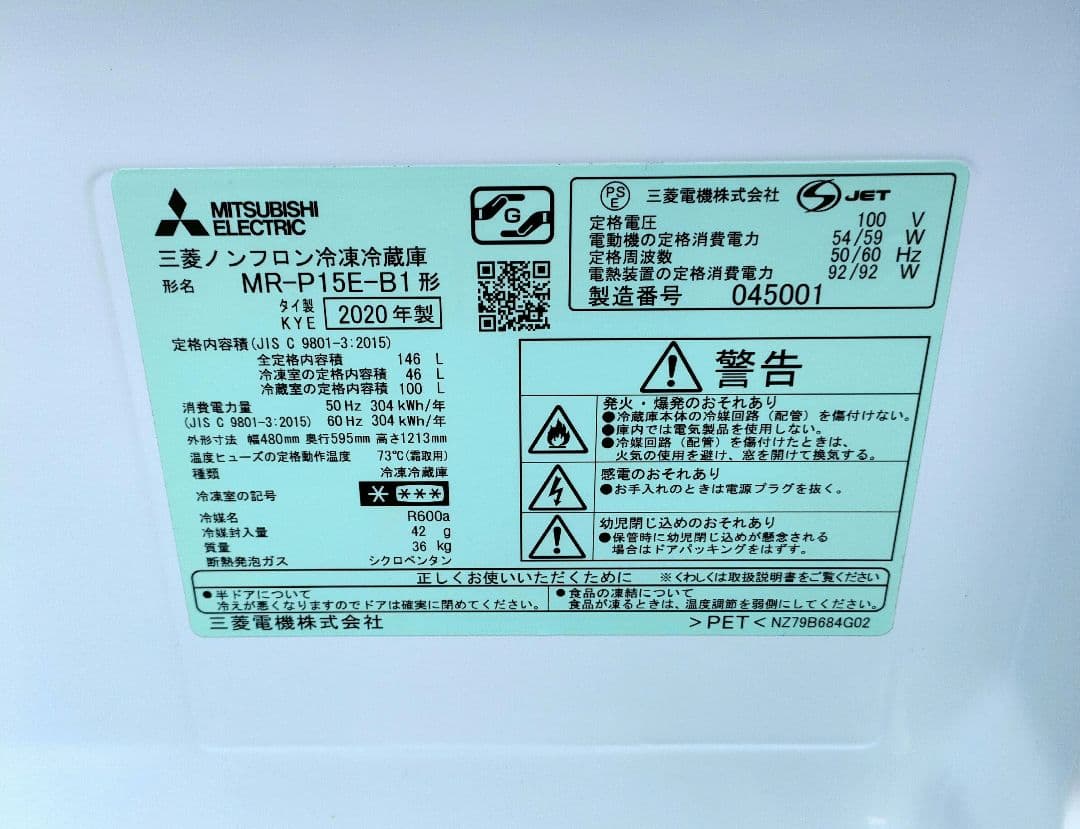 MITSUBISHI
ELECTRIC
三菱ノンフロン冷凍冷蔵庫
形名 MR-P15E-B1形
タイ製
KYE 2020年製
G
定格内容積(JIS C 9801-3:2015)
全定格内容積 146 L
冷凍室の定格内容積 46 L
冷蔵室の定格内容積 100 L
消費電力量 50Hz 304kWh/年
(JIS C 9801-3:2015) 60Hz 304kWh/年
外形寸法 幅480mm 奥行595mm 高さ1213mm
温度ヒューズの定格動作温度 73℃(霜取用)
種類 冷凍冷蔵庫
冷凍室の記号 * ***
冷媒名 R600a
冷媒封入量 42 g
質量 36 kg
断熱発泡ガス シクロペンタン
PS
E 三菱電機株式会社 S JET
定格電圧 100 V
電動機の定格消費電力 54/59 W
定格周波数 50/60 Hz
電熱装置の定格消費電力 92/92 W
製造番号 045001
警告
発火・爆発のおそれあり
●冷蔵庫本体の冷媒回路(配管)を傷付けない。
●庫内では電気製品を使用しない。
●冷媒回路(配管)を傷付けたときは、
火気の使用を避け、窓を開けて換気する。
感電のおそれあり
●お手入れのときは電源プラグを抜く。
幼児閉じ込めのおそれあり
●保管時に幼児閉じ込めが懸念される
場合はドアパッキングをはずす。
正しくお使いいただくために ※くわしくは取扱説明書をご覧ください
●半ドアについて
冷えが悪くなりますのでドアは確実に閉めてください。
●食品の凍結について
食品が凍るときは、温度調節を弱側にしてください。
三菱電機株式会社 >PET< NZ79B684G02